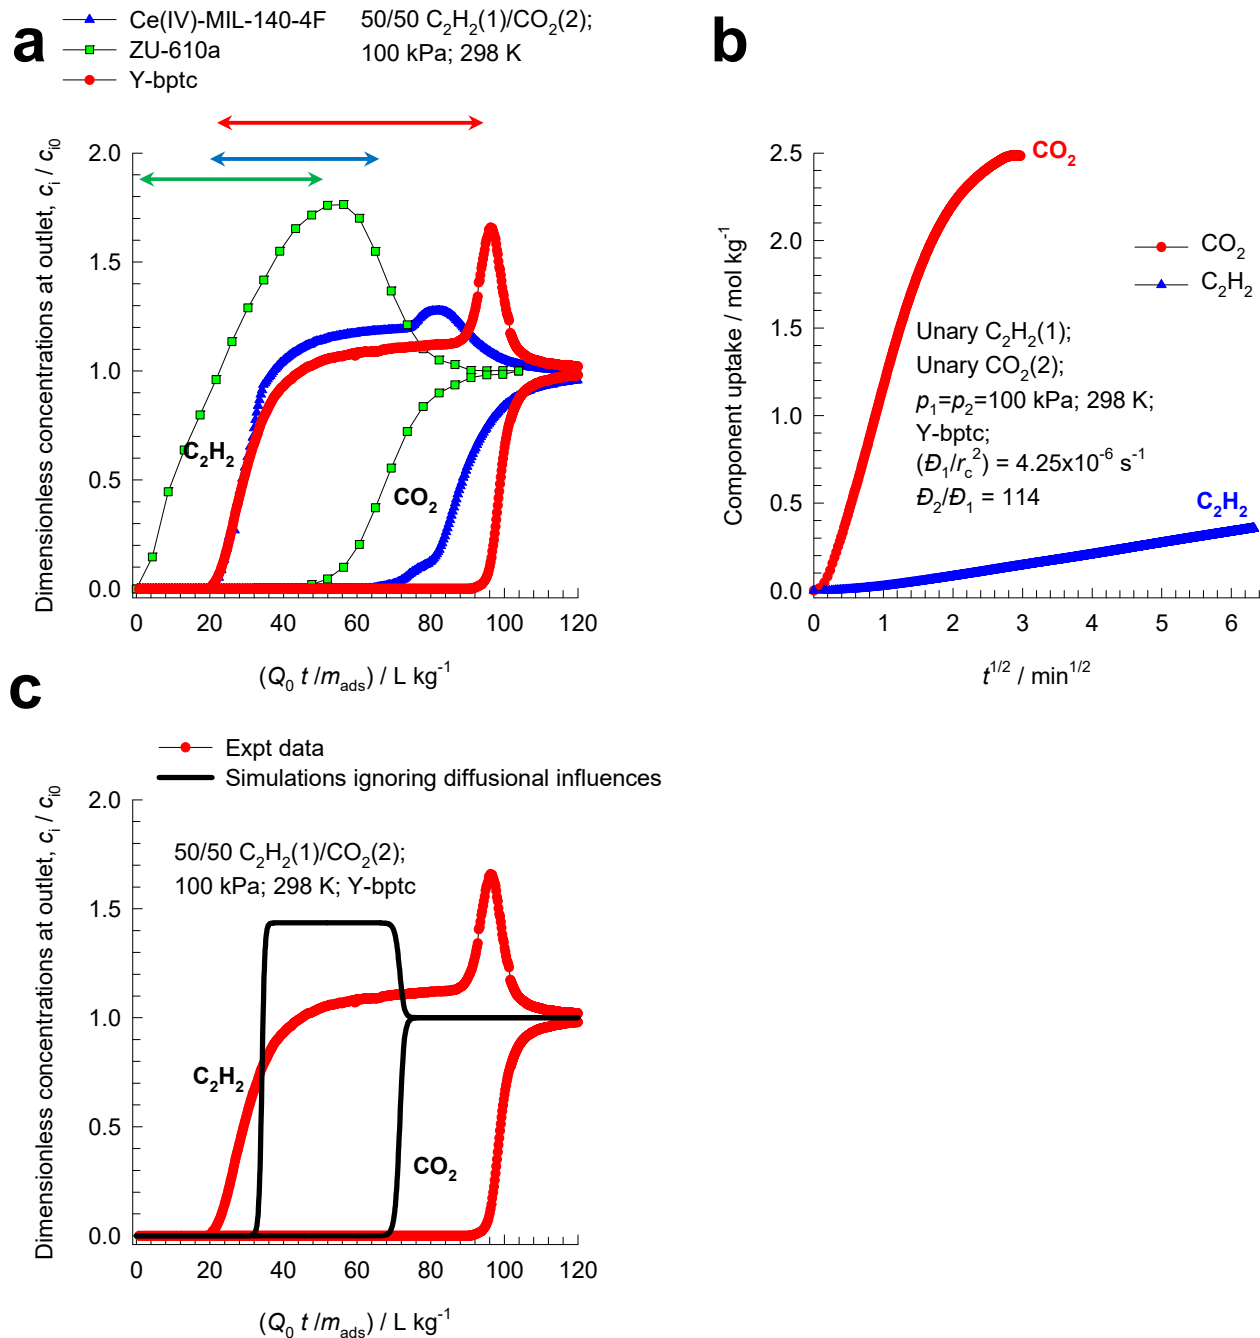 a
Ce(IV)-MIL-140-4F
ZU-610a
Y-bptc
50/50 C₂H₂(1)/CO₂(2);
100 kPa; 298 K
2.0
1.5
1.0
0.5
0.0
Dimensionless concentrations at outlet, cᵢ / cᵢ₀
C₂H₂
CO₂
0 20 40 60 80 100 120
(Q₀ t /mₐdₛ) / L kg⁻¹
b
3.0
2.5
2.0
1.5
1.0
0.5
0.0
Component uptake / mol kg⁻¹
CO₂
CO₂
C₂H₂
Unary C₂H₂(1);
Unary CO₂(2);
p₁=p₂=100 kPa; 298 K;
Y-bptc;
(Đ₁/r_c²) = 4.25x10⁻⁶ s⁻¹
Đ₂/Đ₁ = 114
C₂H₂
0 1 2 3 4 5 6
t¹ᐟ² / min¹ᐟ²
c
Expt data
Simulations ignoring diffusional influences
2.0
1.5
1.0
0.5
0.0
Dimensionless concentrations at outlet, cᵢ / cᵢ₀
50/50 C₂H₂(1)/CO₂(2);
100 kPa; 298 K; Y-bptc
C₂H₂
CO₂
0 20 40 60 80 100 120
(Q₀ t /mₐdₛ) / L kg⁻¹